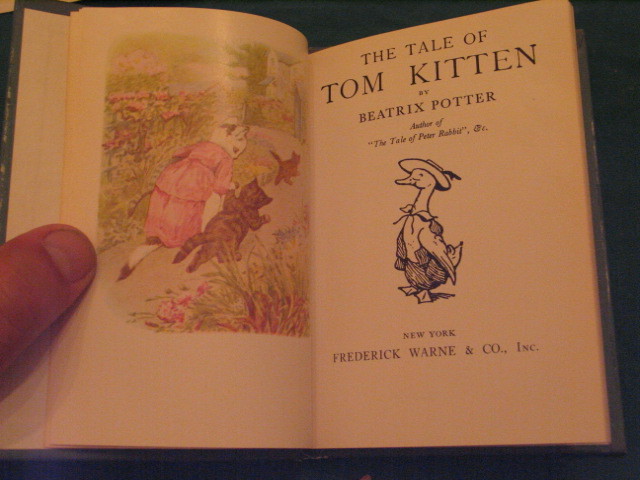 THE TALE OF
TOM KITTEN
BY
BEATRIX POTTER
Author of
"The Tale of Peter Rabbit", &c.
NEW YORK
FREDERICK WARNE & CO., INC.